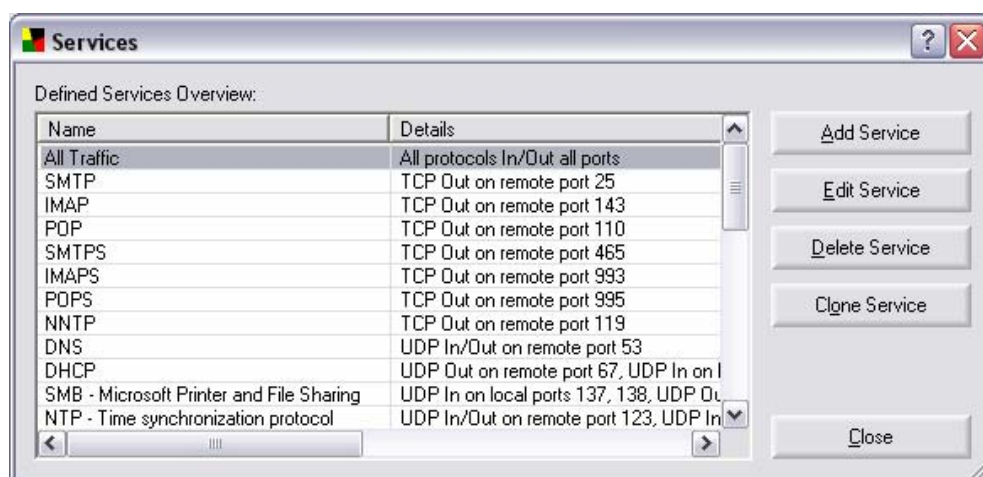 Services
Defined Services Overview:
Name Details
All Traffic All protocols In/Out all ports
SMTP TCP Out on remote port 25
IMAP TCP Out on remote port 143
POP TCP Out on remote port 110
SMTPS TCP Out on remote port 465
IMAPS TCP Out on remote port 993
POPS TCP Out on remote port 995
NNTP TCP Out on remote port 119
DNS UDP In/Out on remote port 53
DHCP UDP Out on remote port 67, UDP In on
SMB - Microsoft Printer and File Sharing UDP In on local ports 137, 138, UDP Ou
NTP - Time synchronization protocol UDP In/Out on remote port 123, UDP In
Add Service
Edit Service
Delete Service
Clone Service
Close